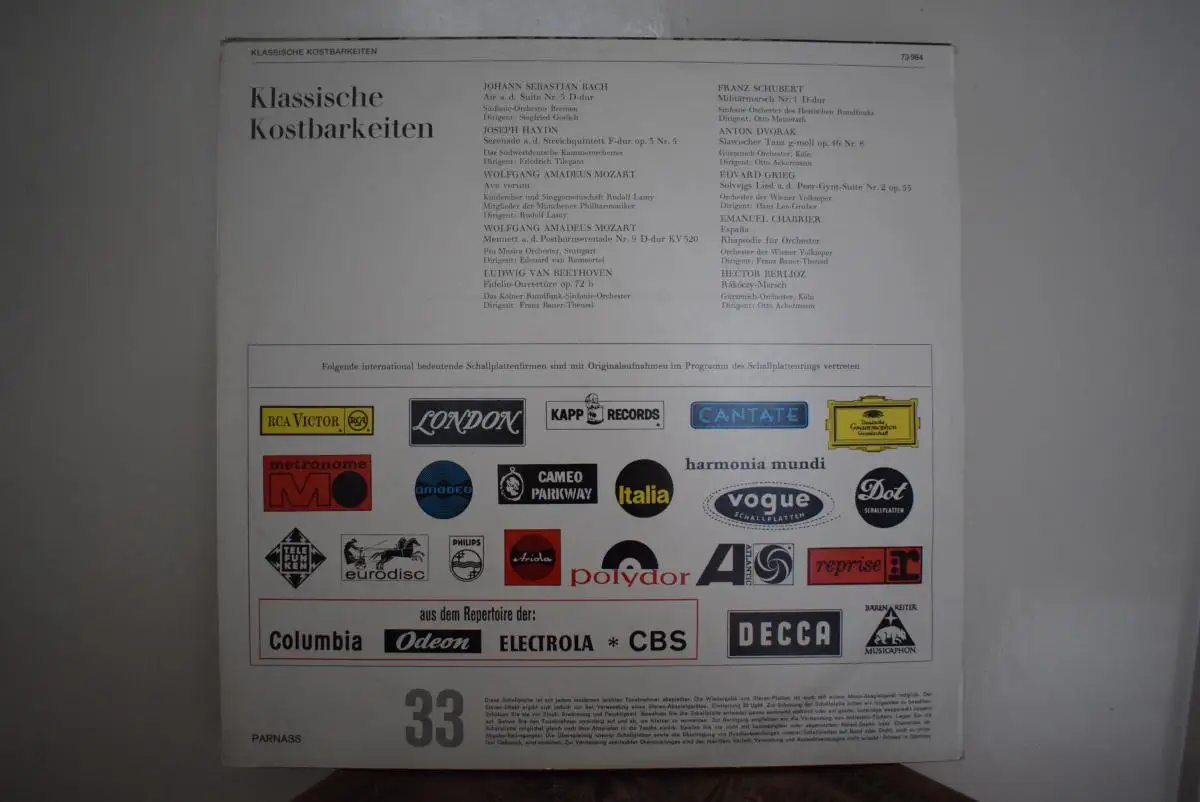 KLASSISCHE KOSTBARKEITEN
73 984
Klassische
Kostbarkeiten
JOHANN SEBASTIAN BACH
Air a. d. Suite Nr. 3 D-dur
Sinfonie-Orchester Bremen
Dirigent: Siegfried Goslich
JOSEPH HAYDN
Serenade a. d. Streichquintett F-dur op. 3 Nr. 5
Das Südwestdeutsche Kammerorchester
Dirigent: Friedrich Tilegant
WOLFGANG AMADEUS MOZART
Ave verum
Kinderchor und Singgemeinschaft Rudolf Lamy
Mitglieder der Münchener Philharmoniker
Dirigent: Rudolf Lamy
WOLFGANG AMADEUS MOZART
Menuett a. d. Posthornserenade Nr. 9 D-dur KV 320
Pro Musica Orchester, Stuttgart
Dirigent: Edouard van Remoortel
LUDWIG VAN BEETHOVEN
Fidelio-Ouvertüre op. 72 b
Das Kölner Rundfunk-Sinfonie-Orchester
Dirigent: Franz Bauer-Theussl
FRANZ SCHUBERT
Militärmarsch Nr. 1 D-dur
Sinfonie-Orchester des Hessischen Rundfunks
Dirigent: Otto Matzerath
ANTON DVORAK
Slavischer Tanz g-moll op. 46 Nr. 8
Gürzenich-Orchester, Köln
Dirigent: Otto Ackermann
EDVARD GRIEG
Solvejgs Lied a. d. Peer-Gynt-Suite Nr. 2 op. 55
Orchester der Wiener Volksoper
Dirigent: Hans Leo Gruber
EMANUEL CHABRIER
España
Rhapsodie für Orchester
Orchester der Wiener Volksoper
Dirigent: Franz Bauer-Theussl
HECTOR BERLIOZ
Rákóczy-Marsch
Gürzenich-Orchester, Köln
Dirigent: Otto Ackermann
Folgende international bedeutende Schallplattenfirmen sind mit Originalaufnahmen im Programm des Schallplattenrings vertreten
RCA VICTOR RCA
LONDON
KAPP RECORDS
CANTATE
Deutsche Grammophon Gesellschaft
metronome
amadeo
CAMEO PARKWAY
Italia
harmonia mundi
vogue
SCHALLPLATTEN
Dot
SCHALLPLATTEN
TELEFUNKEN
eurodisc
PHILIPS
Ariola
polydor
ATLANTIC
reprise r
aus dem Repertoire der:
Columbia Odeon ELECTROLA * CBS
DECCA
BÄRENREITER
MUSICAPHON
33
PARNASS